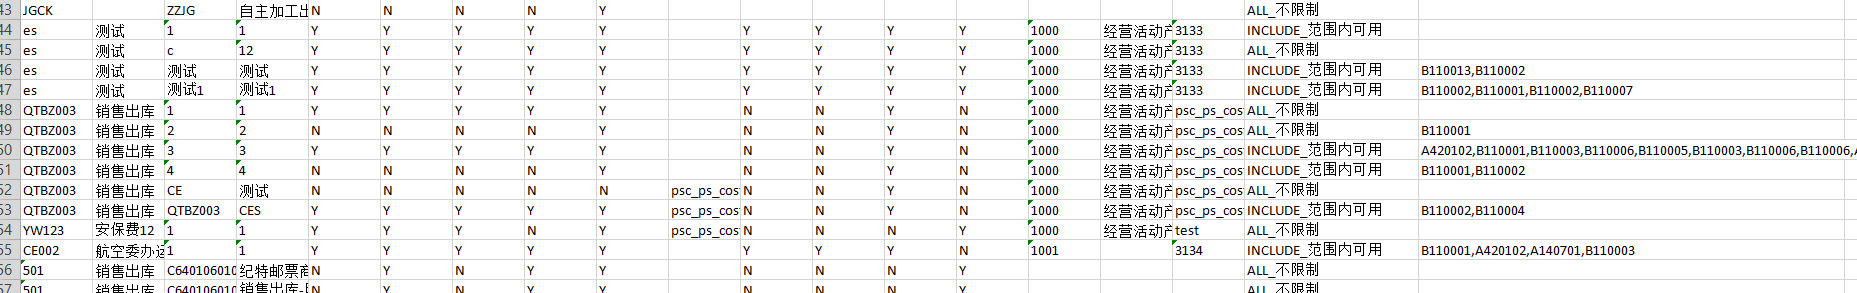 43 JGCK ZZJG 自主加工出 N N N N Y ALL_不限制
44 es 测试 1 1 Y Y Y Y Y Y Y Y Y 1000 经营活动产 3133 INCLUDE_范围内可用
45 es 测试 c 12 Y Y Y Y Y Y Y Y Y 1000 经营活动产 3133 ALL_不限制
46 es 测试 测试 测试 Y Y Y Y Y Y Y Y Y 1000 经营活动产 3133 INCLUDE_范围内可用 B110013,B110002
47 es 测试 测试1 测试1 Y Y Y Y Y Y Y Y Y 1000 经营活动产 3133 INCLUDE_范围内可用 B110002,B110001,B110002,B110007
48 QTBZ003 销售出库 1 1 Y Y Y Y Y N N Y N 1000 经营活动产 psc_ps_cos ALL_不限制
49 QTBZ003 销售出库 2 2 N N N N Y N N Y N 1000 经营活动产 psc_ps_cos ALL_不限制 B110001
50 QTBZ003 销售出库 3 3 Y Y Y Y Y N N Y N 1000 经营活动产 psc_ps_cos INCLUDE_范围内可用 A420102,B110001,B110003,B110006,B110005,B110003,B110006,B110006,A
51 QTBZ003 销售出库 4 4 N N N N Y N N Y N 1000 经营活动产 psc_ps_cos INCLUDE_范围内可用 B110001,B110002
52 QTBZ003 销售出库 CE 测试 N N N N N psc_ps_cos N N Y N 1000 经营活动产 psc_ps_cos ALL_不限制
53 QTBZ003 销售出库 QTBZ003 CES Y Y Y Y Y psc_ps_cos N N Y N 1000 经营活动产 psc_ps_cos INCLUDE_范围内可用 B110002,B110004
54 YW123 安保费12 1 1 Y Y Y N Y psc_ps_cos N N N Y 1000 经营活动产 test ALL_不限制
55 CE002 航空委办运 1 1 Y Y Y Y Y Y Y Y N 1001 3134 INCLUDE_范围内可用 B110001,A420102,A140701,B110003
56 501 销售出库 C640106010 纪特邮票商 N Y N Y Y N N N Y ALL_不限制
57 501 销售出库 C640106010 销售出库- N Y N Y Y N N N Y ALL_不限制